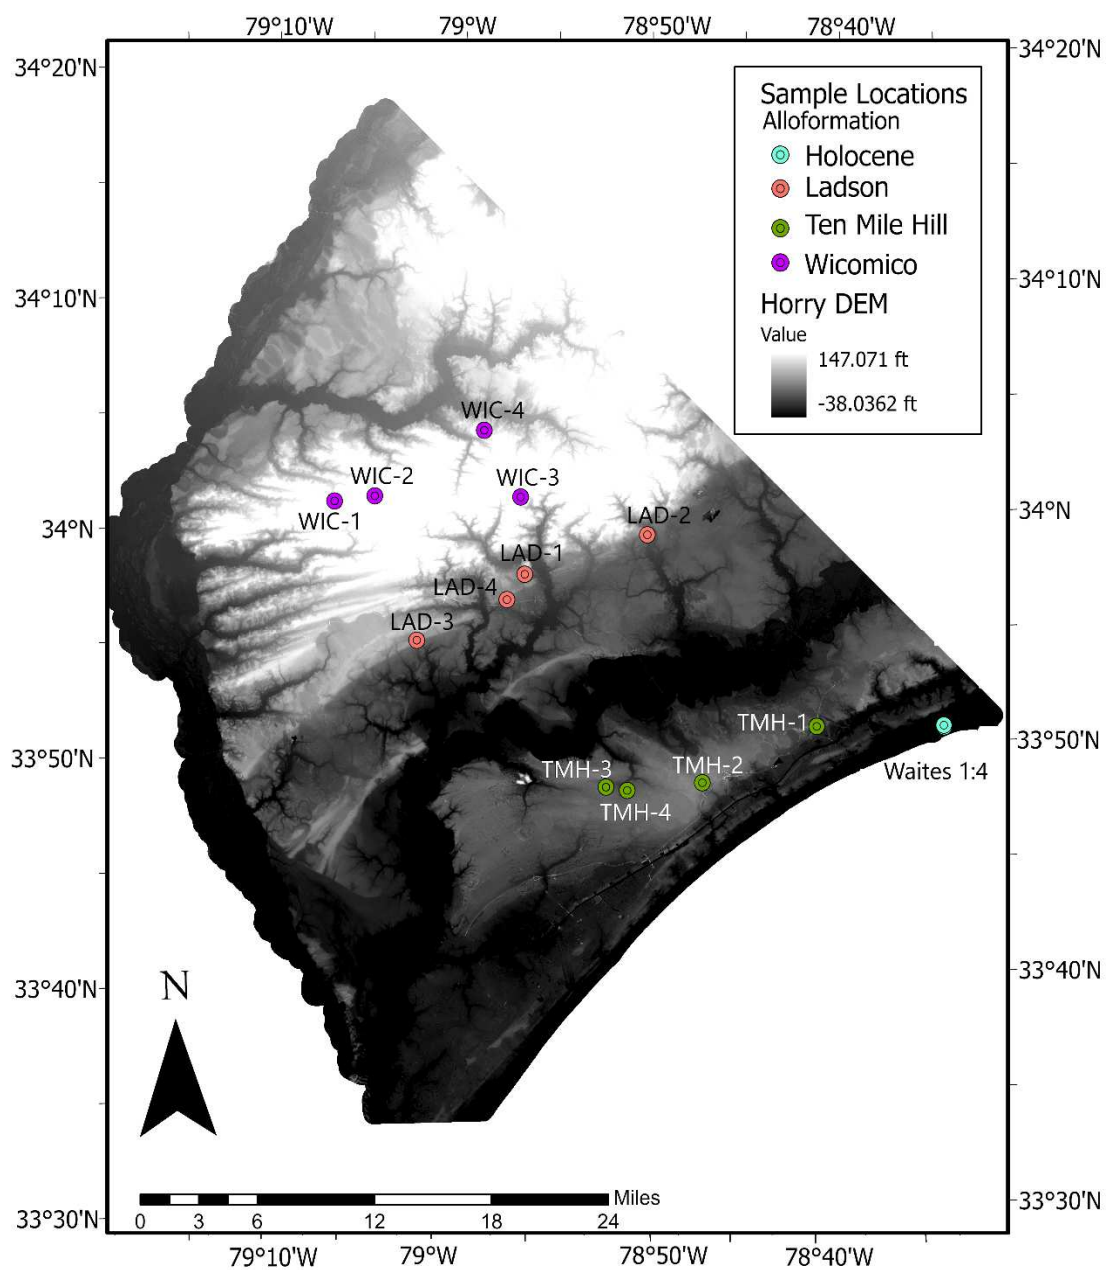 79°10'W 79°W 78°50'W 78°40'W
34°20'N 34°20'N
Sample Locations
Alloformation
Holocene
Ladson
Ten Mile Hill
Wicomico
Horry DEM
Value
147.071 ft
-38.0362 ft
34°10'N 34°10'N
WIC-4
WIC-2 WIC-3
WIC-1
34°N LAD-2 34°N
LAD-1
LAD-4
LAD-3
TMH-1
33°50'N 33°50'N
TMH-3 TMH-2 Waites 1:4
TMH-4
N
33°40'N 33°40'N
Miles
0 3 6 12 18 24
33°30'N 33°30'N
79°10'W 79°W 78°50'W 78°40'W